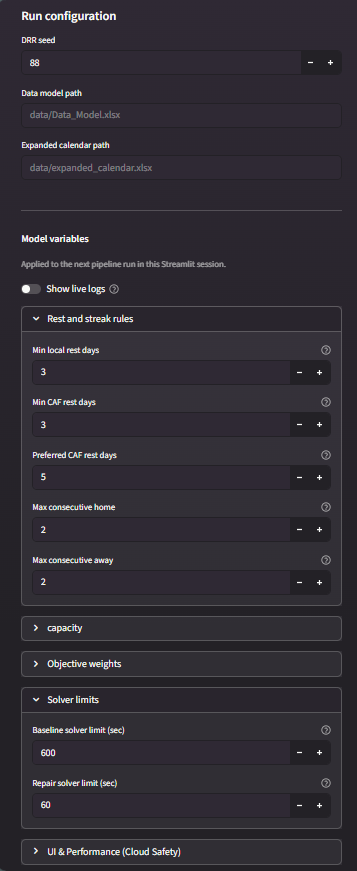 Run configuration
DRR seed
88
Data model path
data/Data_Model.xlsx
Expanded calendar path
data/expanded_calendar.xlsx
Model variables
Applied to the next pipeline run in this Streamlit session.
Show live logs
Rest and streak rules
Min local rest days
3
Min CAF rest days
3
Preferred CAF rest days
5
Max consecutive home
2
Max consecutive away
2
capacity
Objective weights
Solver limits
Baseline solver limit (sec)
600
Repair solver limit (sec)
60
UI & Performance (Cloud Safety)